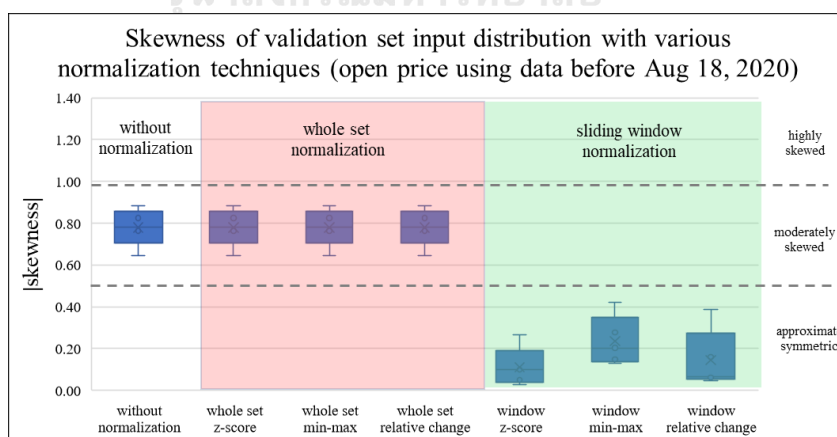 Skewness of validation set input distribution with various
normalization techniques (open price using data before Aug 18, 2020)
|skewness|
1.40
1.20
1.00
0.80
0.60
0.40
0.20
0.00
without
normalization
whole set
normalization
sliding window
normalization
highly
skewed
moderately
skewed
approximat
symmetric
without
normalization
whole set
z-score
whole set
min-max
whole set
relative change
window
z-score
window
min-max
window
relative change